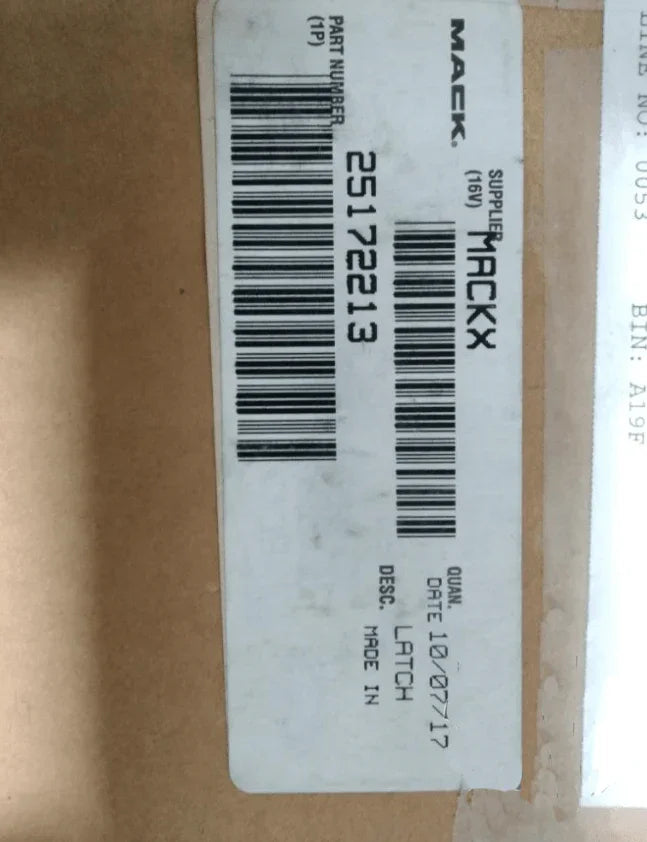 MACK.
SUPPLIER MACKX
(16V)
PART NUMBER 25172213
(1P)
QUAN.
DATE 10/07/17
DESC. LATCH
MADE IN
LINE NO: 0053 BIN: A19F